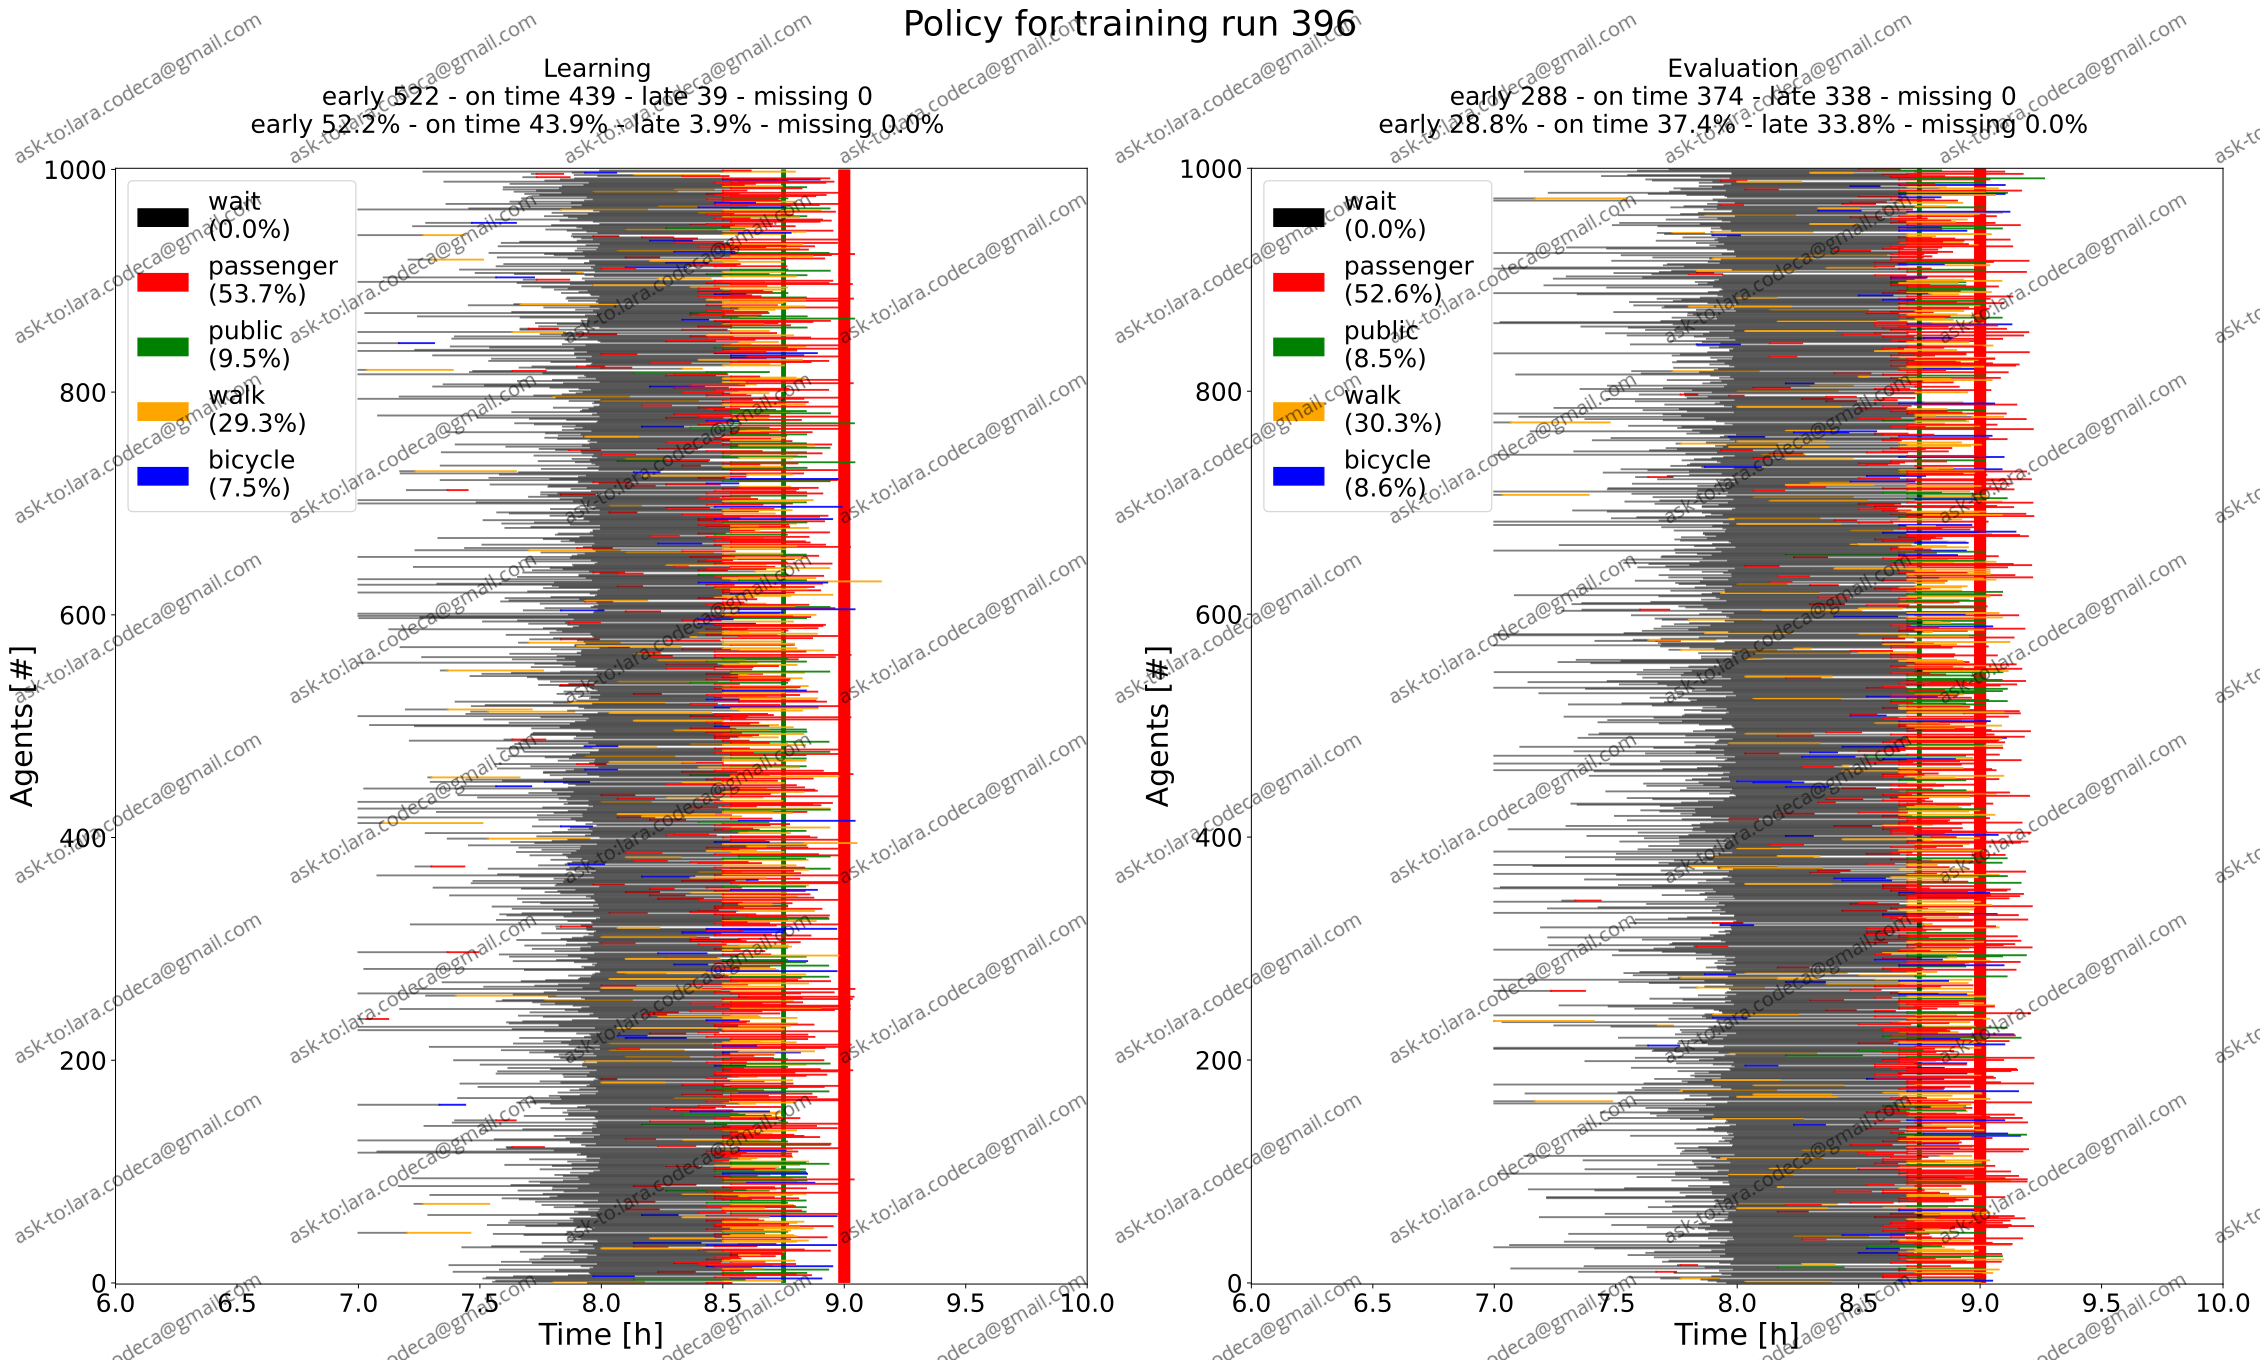 Policy for training run 396
Learning
early 522 - on time 439 - late 39 - missing 0
early 52.2% - on time 43.9% - late 3.9% - missing 0.0%
1000
800
600
400
200
0
Agents [#]
wait
(0.0%)
passenger
(53.7%)
public
(9.5%)
walk
(29.3%)
bicycle
(7.5%)
6.0 6.5 7.0 7.5 8.0 8.5 9.0 9.5 10.0
Time [h]
Evaluation
early 288 - on time 374 - late 338 - missing 0
early 28.8% - on time 37.4% - late 33.8% - missing 0.0%
1000
800
600
400
200
0
Agents [#]
wait
(0.0%)
passenger
(52.6%)
public
(8.5%)
walk
(30.3%)
bicycle
(8.6%)
6.0 6.5 7.0 7.5 8.0 8.5 9.0 9.5 10.0
Time [h]
ask-to:lara.codeca@gmail.com